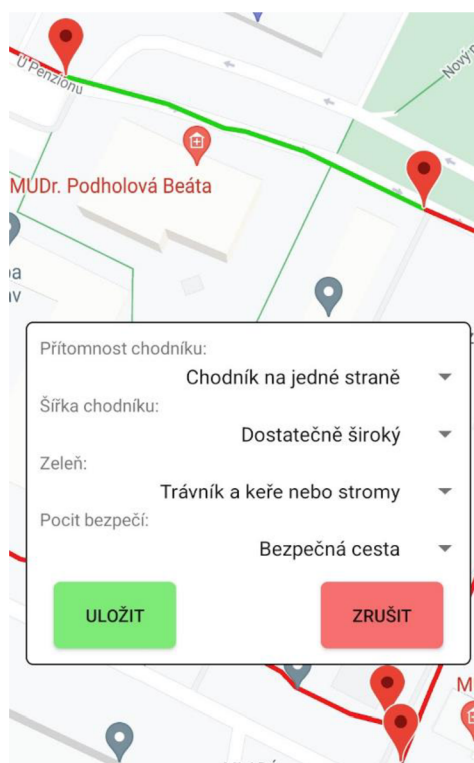 U Penzionu
MUDr. Podholová Beáta
Přítomnost chodníku:
Chodník na jedné straně
Šířka chodníku:
Dostatečně široký
Zeleň:
Trávník a keře nebo stromy
Pocit bezpečí:
Bezpečná cesta
ULOŽIT
ZRUŠIT
M